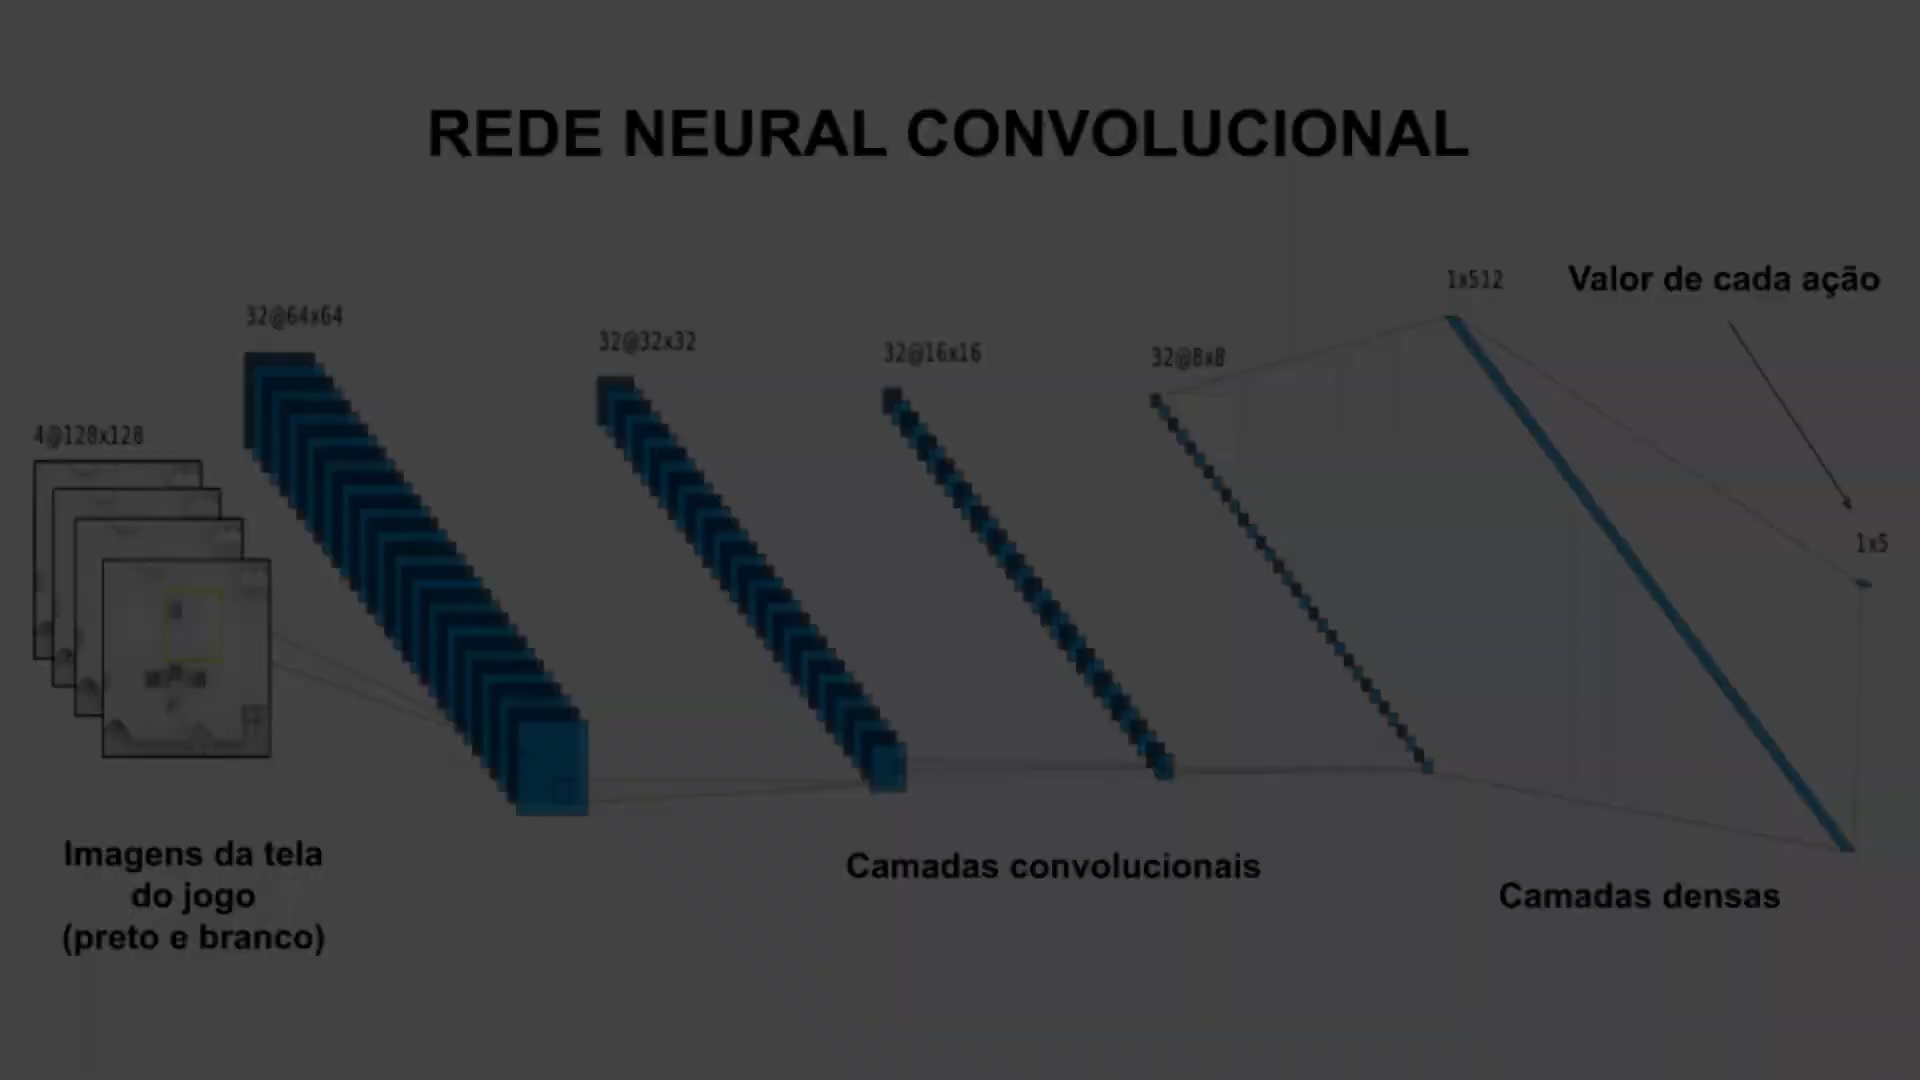 REDE NEURAL CONVOLUCIONAL
1x512
Valor de cada ação
32@64x64
32@32x32
32@16x16
32@8x8
4@128x128
1x5
Imagens da tela
do jogo
(preto e branco)
Camadas convolucionais
Camadas densas